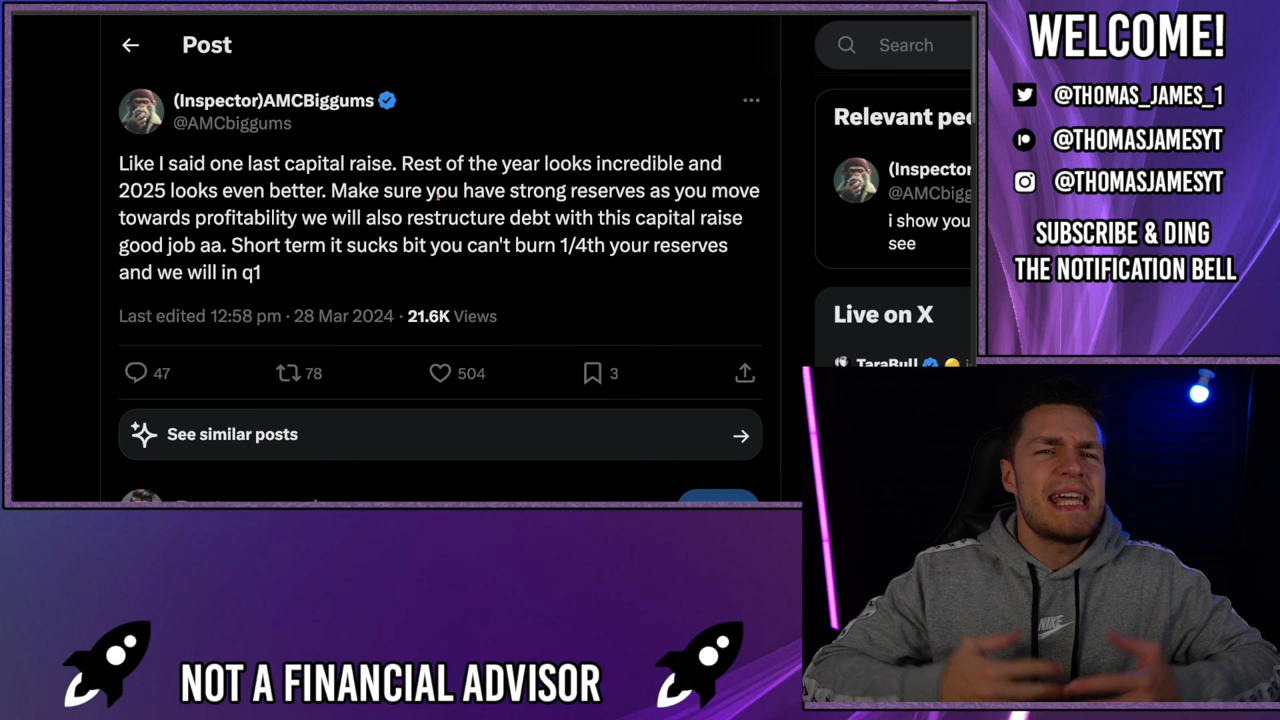 Post
(Inspector)AMCBiggums
@AMCbiggums
Like I said one last capital raise. Rest of the year looks incredible and
2025 looks even better. Make sure you have strong reserves as you move
towards profitability we will also restructure debt with this capital raise
good job aa. Short term it sucks bit you can't burn 1/4th your reserves
and we will in q1
Last edited 12:58 pm · 28 Mar 2024 · 21.6K Views
47 78 504 3
See similar posts
Search
Relevant
(Inspector
@AMCbigg
i show you
see
Live on X
TaraBull
WELCOME!
@THOMAS_JAMES_1
@THOMASJAMESYT
@THOMASJAMESYT
SUBSCRIBE & DING
THE NOTIFICATION BELL
NIKE
NOT A FINANCIAL ADVISOR